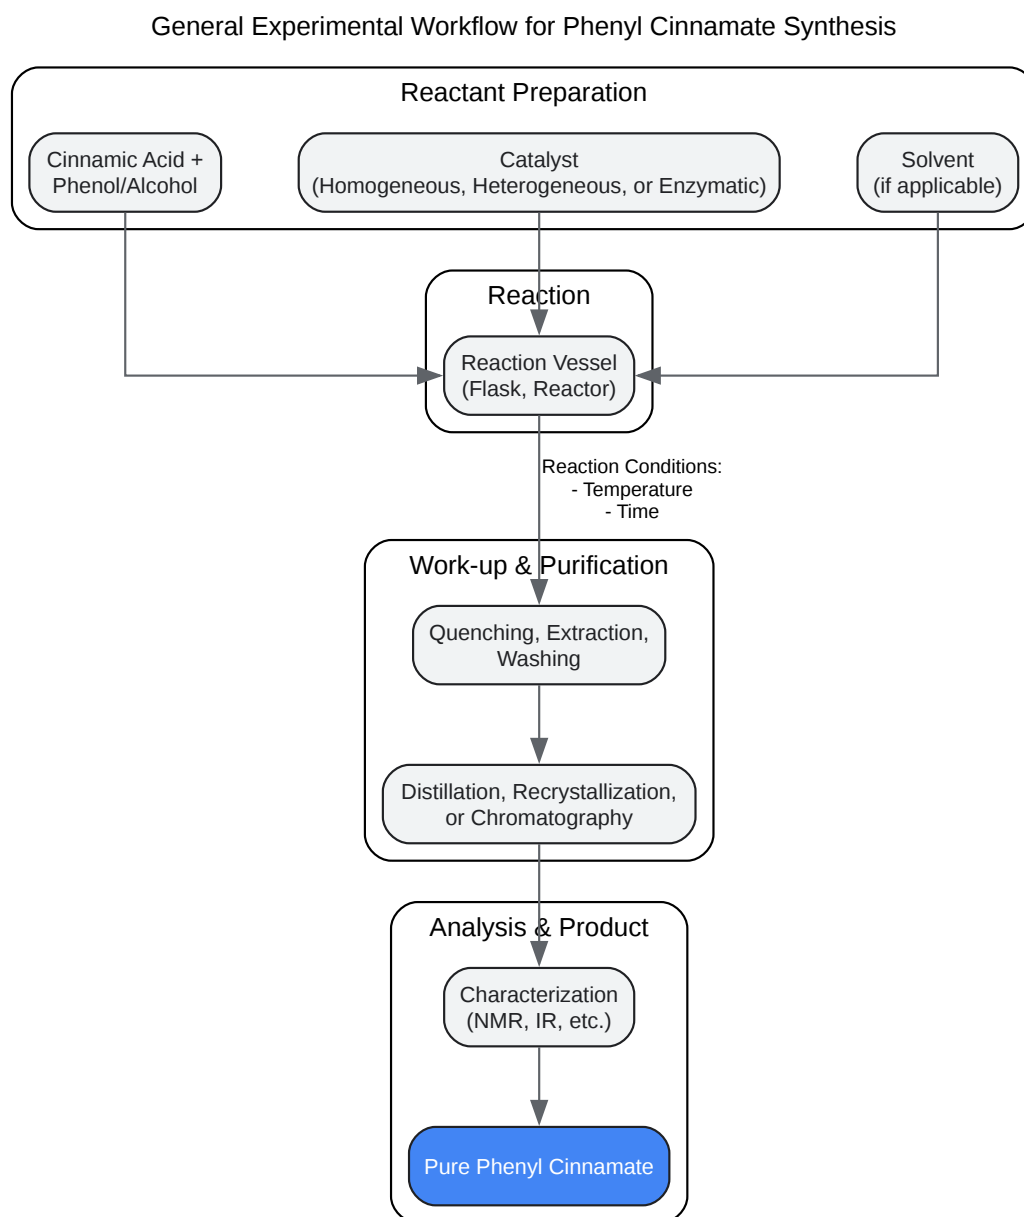 General Experimental Workflow for Phenyl Cinnamate Synthesis
Reactant Preparation
Cinnamic Acid +
Phenol/Alcohol
Catalyst
(Homogeneous, Heterogeneous, or Enzymatic)
Solvent
(if applicable)
Reaction
Reaction Vessel
(Flask, Reactor)
Reaction Conditions:
- Temperature
- Time
Work-up & Purification
Quenching, Extraction,
Washing
Distillation, Recrystallization,
or Chromatography
Analysis & Product
Characterization
(NMR, IR, etc.)
Pure Phenyl Cinnamate